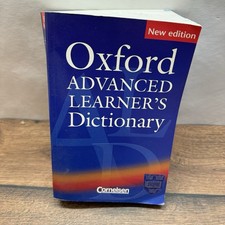 New edition
Oxford
ADVANCED
LEARNER'S
Dictionary
Cornelsen